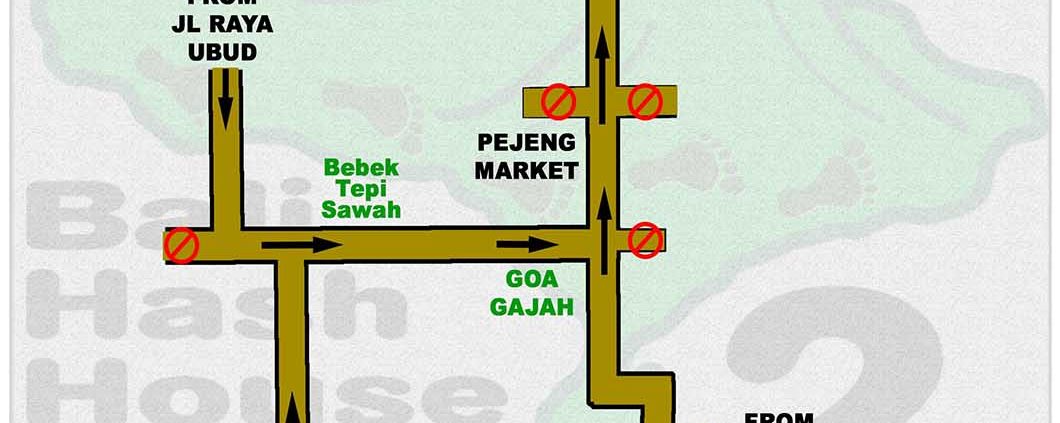 FROM
JL RAYA
UBUD
PEJENG
MARKET
Bebek
Tepi
Sawah
GOA
GAJAH
Bali
Hash
House
2
FROM